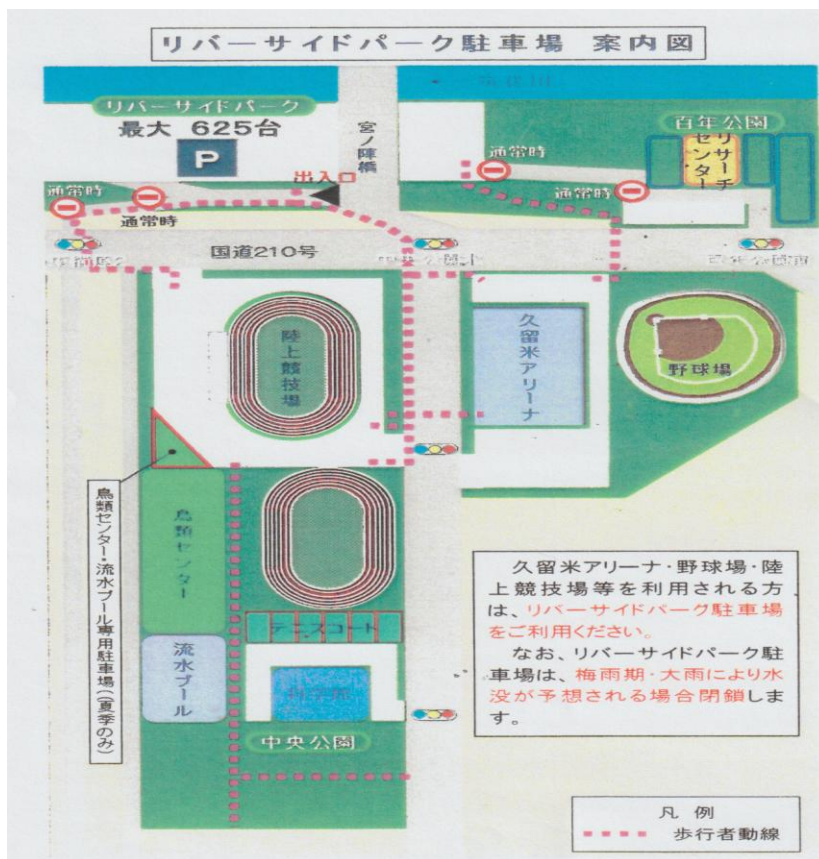 リバーサイドパーク駐車場 案内図
リバーサイドパーク
最大 625台
P
宮ノ陣橋
百年公園
リサーチ
センター
通常時
通常時
出入口
通常時
通常時
国道210号
陸上競技場
久留米アリーナ
野球場
鳥類センター・流水プール専用駐車場(夏季のみ)
鳥類センター
テニスコート
流水プール
中央公園
久留米アリーナ・野球場・陸
上競技場等を利用される方
は、リバーサイドパーク駐車場
をご利用ください。
なお、リバーサイドパーク駐
車場は、梅雨期・大雨により水
没が予想される場合閉鎖しま
す。
凡 例
歩行者動線